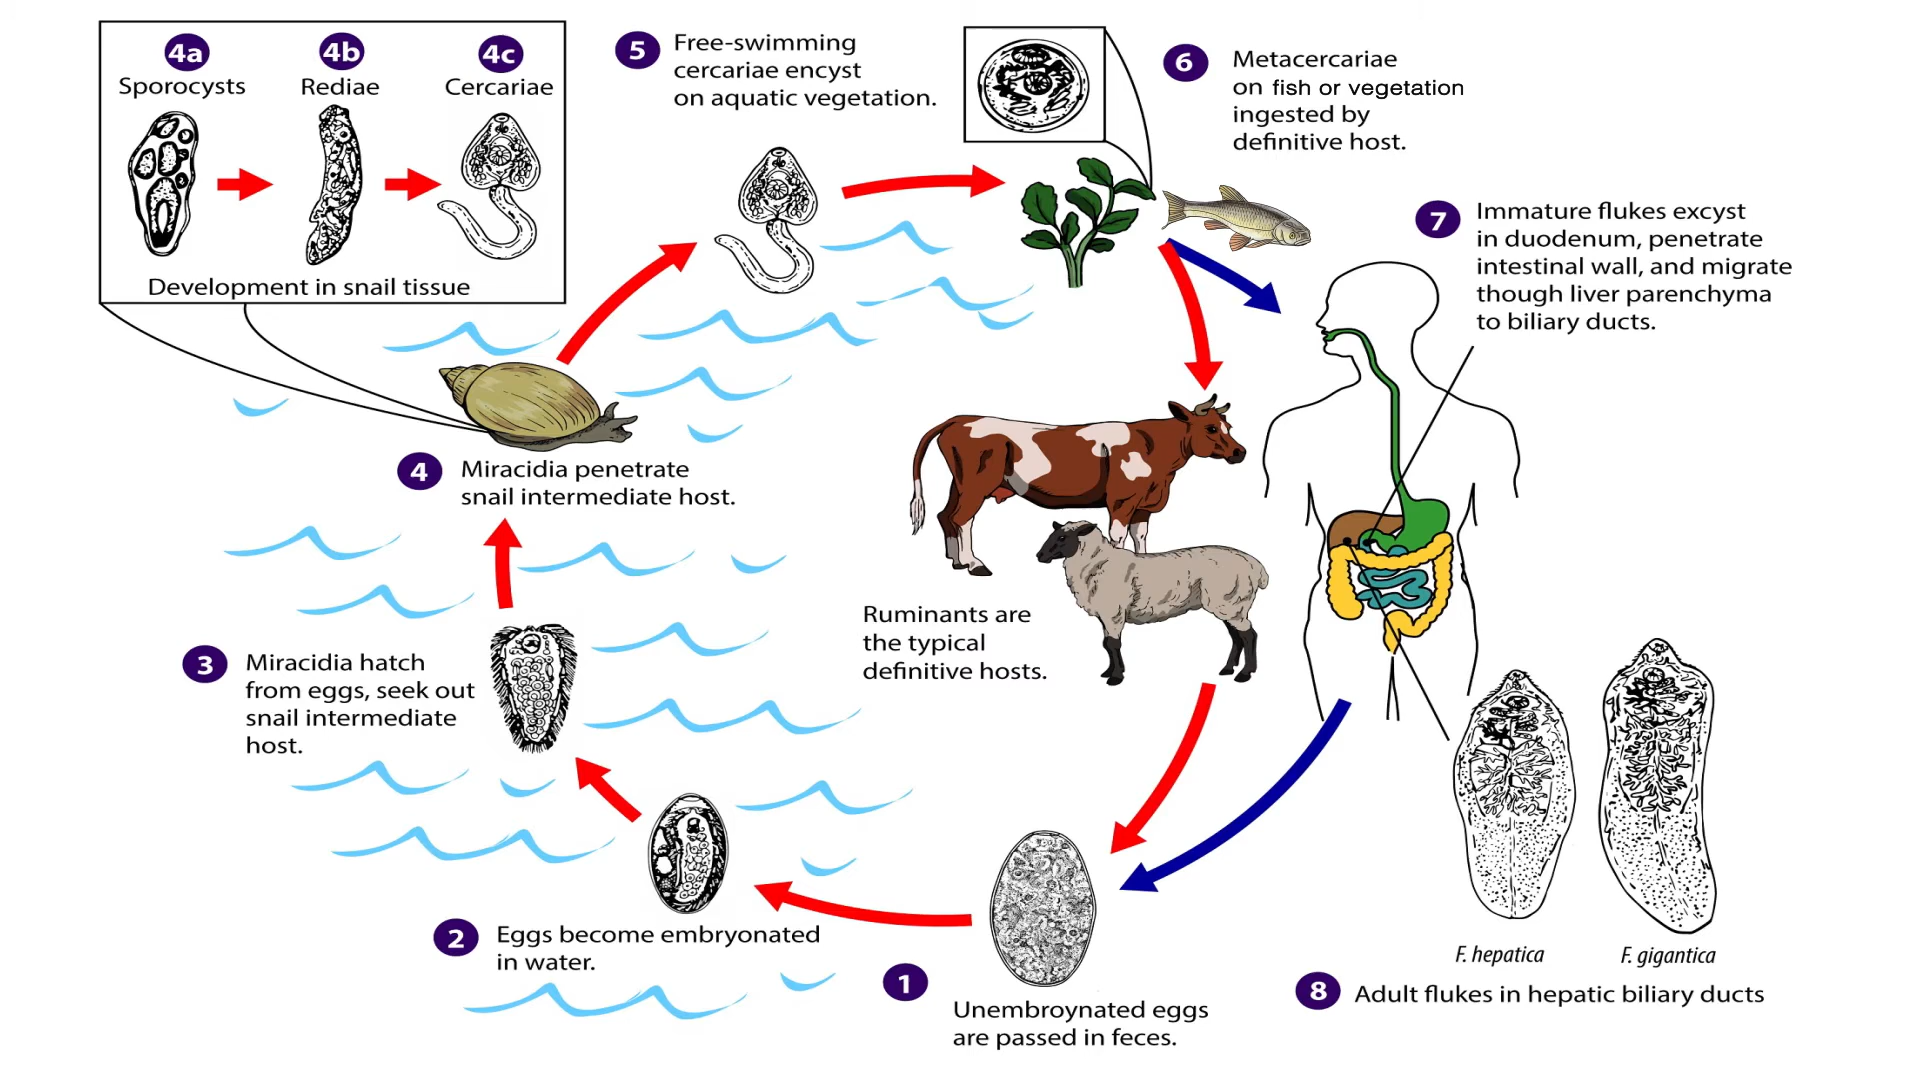 4a
Sporocysts
4b
Rediae
4c
Cercariae
Development in snail tissue
5
Free-swimming
cercariae encyst
on aquatic vegetation.
6
Metacercariae
on fish or vegetation
ingested by
definitive host.
7
Immature flukes excyst
in duodenum, penetrate
intestinal wall, and migrate
though liver parenchyma
to biliary ducts.
4
Miracidia penetrate
snail intermediate host.
Ruminants are
the typical
definitive hosts.
3
Miracidia hatch
from eggs, seek out
snail intermediate
host.
2
Eggs become embryonated
in water.
1
Unembroynated eggs
are passed in feces.
F. hepatica
F. gigantica
8
Adult flukes in hepatic biliary ducts